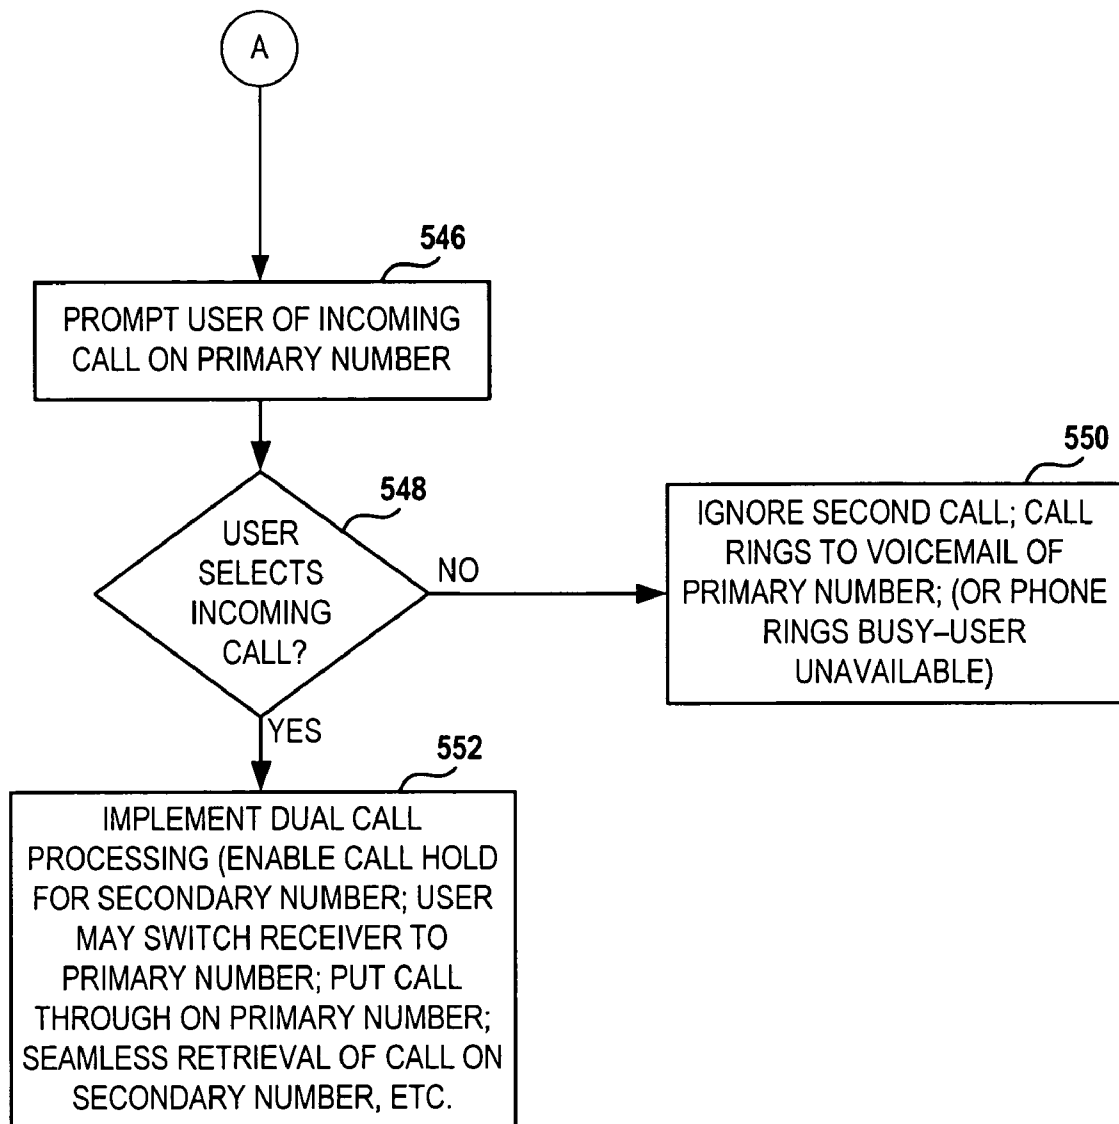 A
546
PROMPT USER OF INCOMING
CALL ON PRIMARY NUMBER
548
USER
SELECTS
INCOMING
CALL?
NO
550
IGNORE SECOND CALL; CALL
RINGS TO VOICEMAIL OF
PRIMARY NUMBER; (OR PHONE
RINGS BUSY–USER
UNAVAILABLE)
YES
552
IMPLEMENT DUAL CALL
PROCESSING (ENABLE CALL HOLD
FOR SECONDARY NUMBER; USER
MAY SWITCH RECEIVER TO
PRIMARY NUMBER; PUT CALL
THROUGH ON PRIMARY NUMBER;
SEAMLESS RETRIEVAL OF CALL ON
SECONDARY NUMBER, ETC.